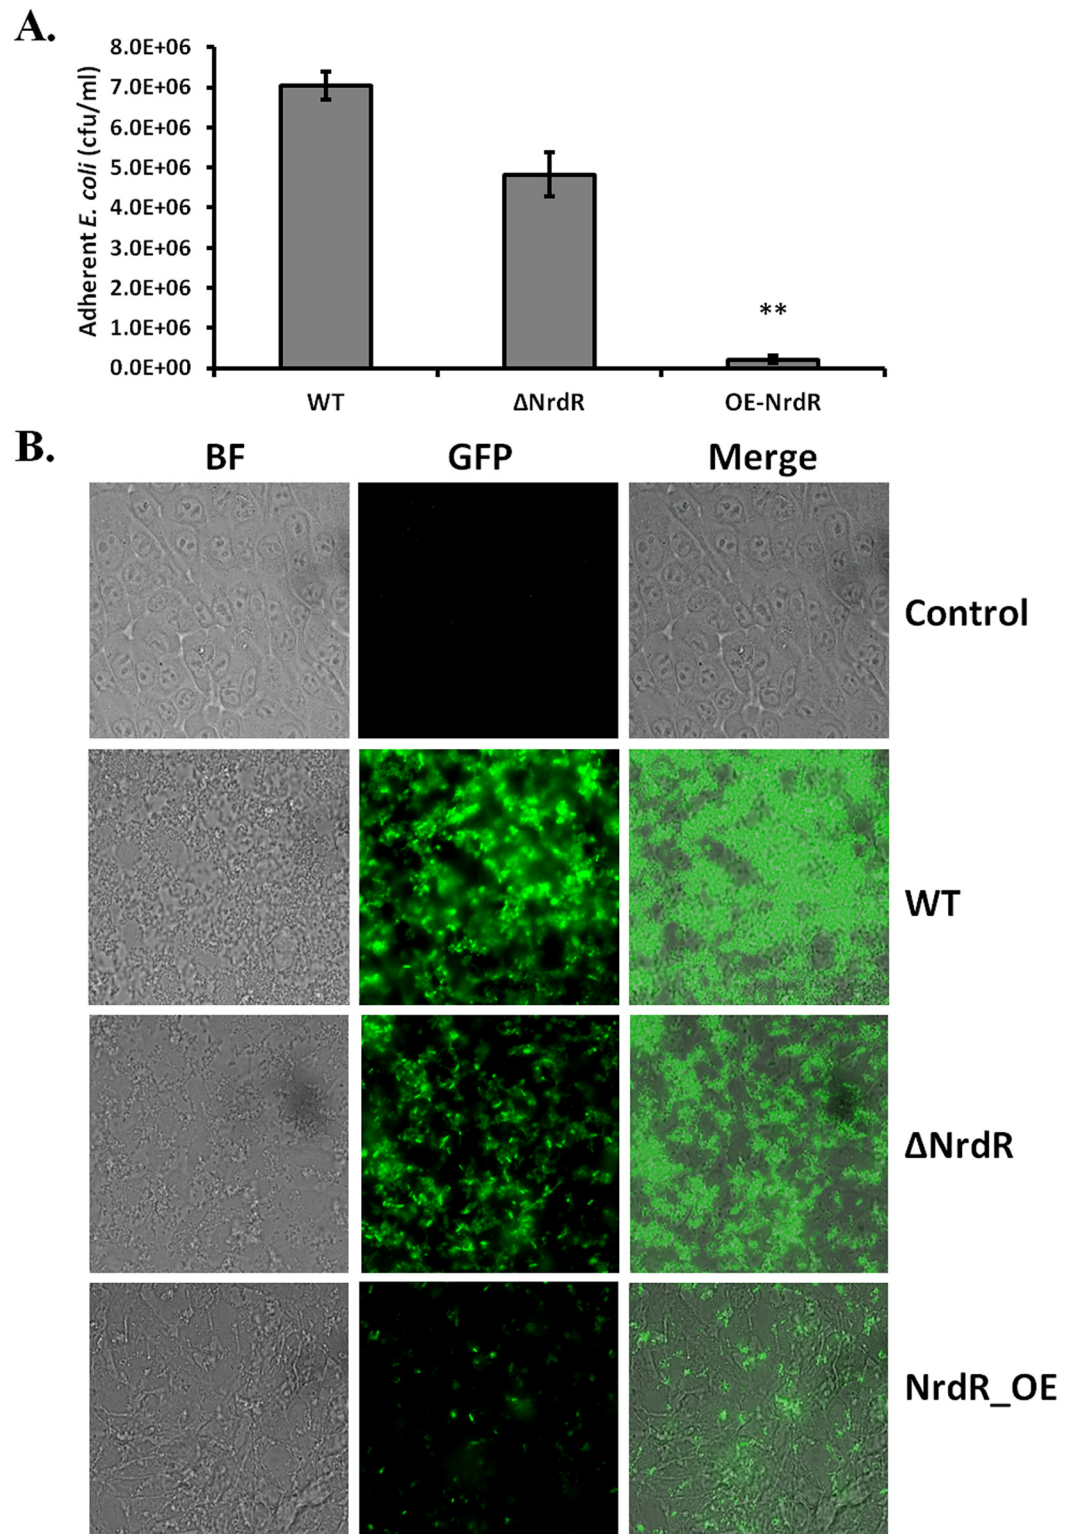 A.
Adherent E. coli (cfu/ml)
8.0E+06
7.0E+06
6.0E+06
5.0E+06
4.0E+06
3.0E+06
2.0E+06
1.0E+06
0.0E+00
**
WT
ΔNrdR
OE-NrdR
B.
BF
GFP
Merge
Control
WT
ΔNrdR
NrdR_OE